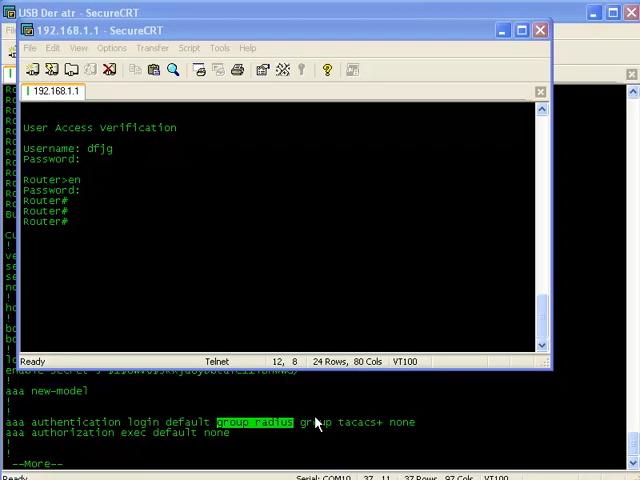 USB Der atr - SecureCRT
192.168.1.1 - SecureCRT
File Edit View Options Transfer Script Tools Help
192.168.1.1
User Access Verification
Username: dfjg
Password:
Router>en
Password:
Router#
Router#
Router#
Ready Telnet 12, 8 24 Rows, 80 Cols VT100
aaa new-model
!
!
aaa authentication login default group radius group tacacs+ none
aaa authorization exec default none
!
--More--
Ready Serial: COM10 37, 11 37 Rows, 97 Cols VT100